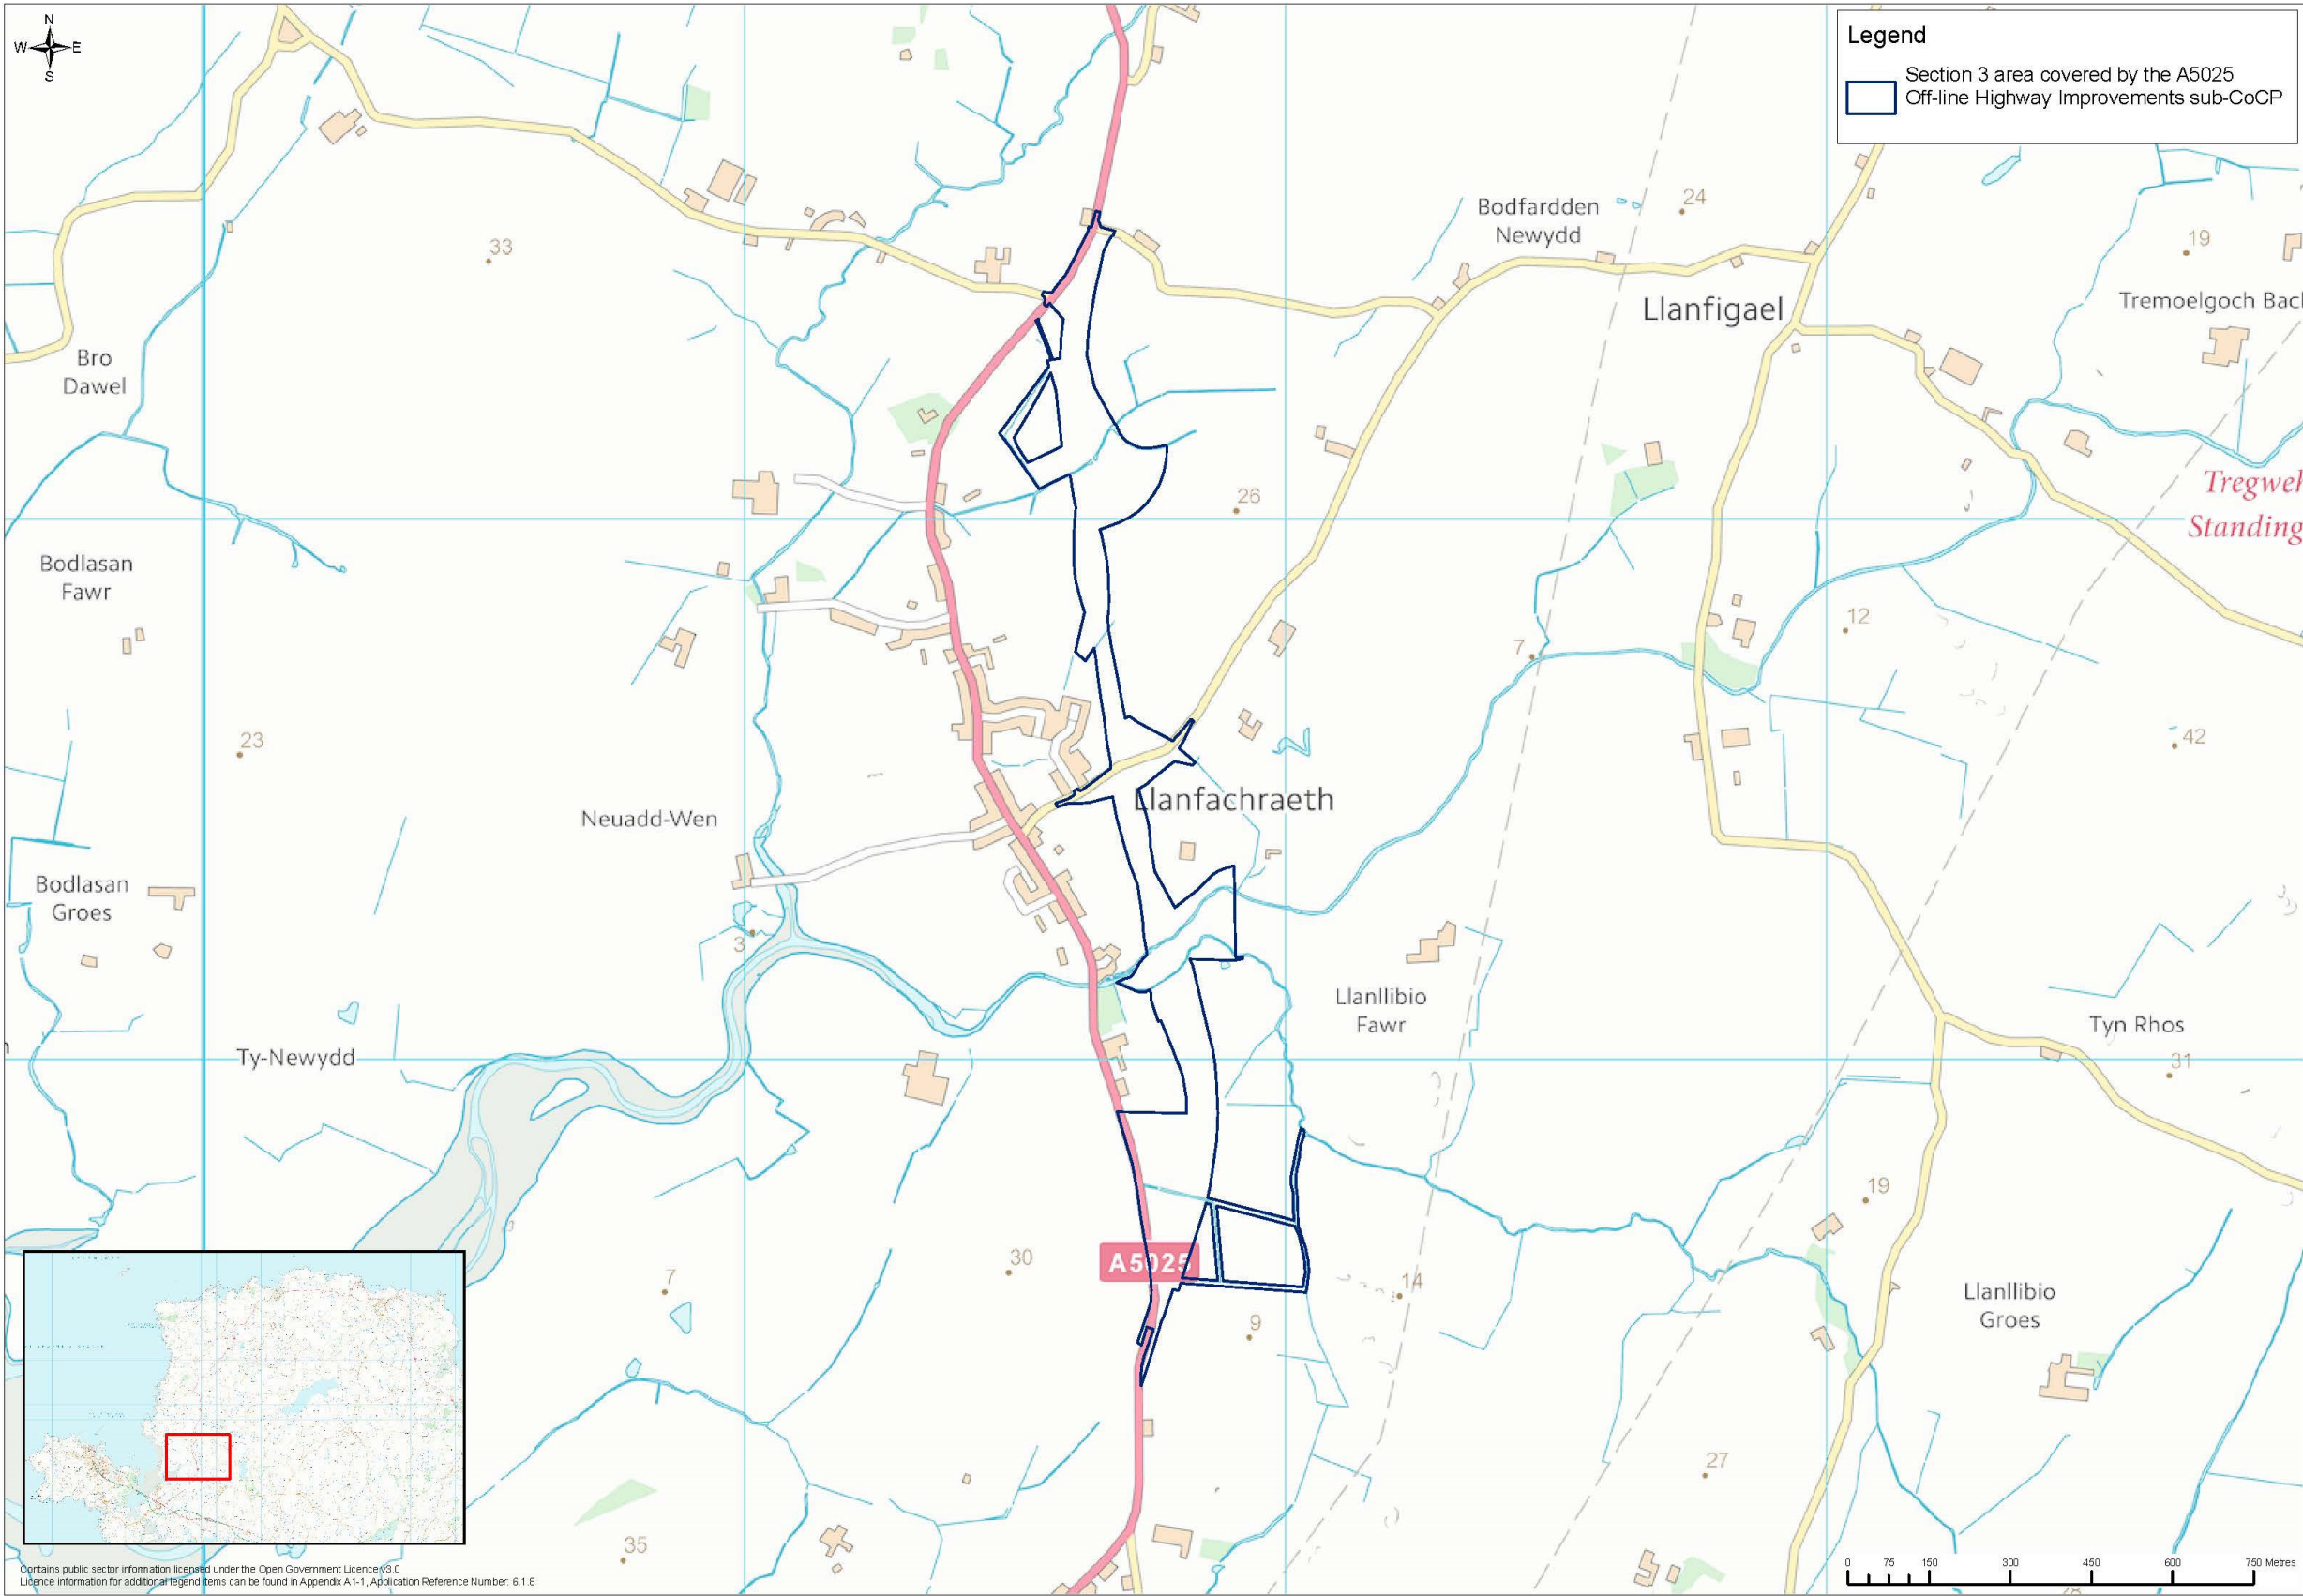 N
W E
S
Legend
Section 3 area covered by the A5025
Off-line Highway Improvements sub-CoCP
33
Bodfardden
Newydd
24
19
Llanfigael
Tremoelgoch Bach
Bro
Dawel
26
Tregweh
Standing
Bodlasan
Fawr
12
7
23
42
Neuadd-Wen
Llanfachraeth
Bodlasan
Groes
3
Llanllibio
Fawr
Tyn Rhos
Ty-Newydd
31
19
A5025
30
7
14
Llanllibio
Groes
9
27
35
0 75 150 300 450 600 750 Metres
Contains public sector information licensed under the Open Government Licence v3.0
Licence information for additional legend items can be found in Appendix A1-1, Application Reference Number: 6.1.8